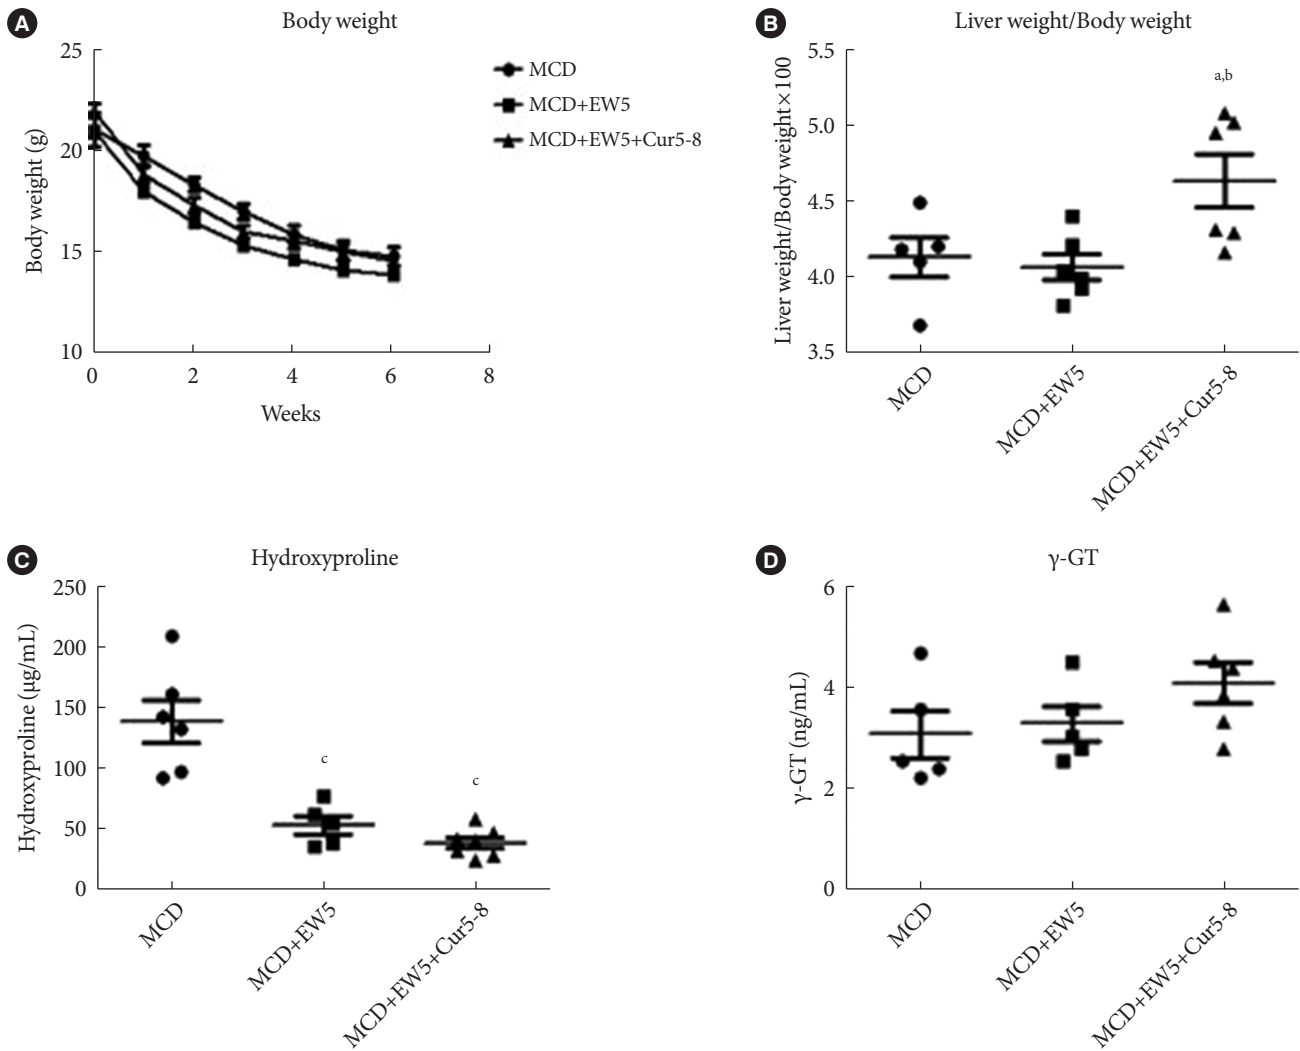 A
Body weight
Body weight (g)
25
20
15
10
0
2
4
6
8
Weeks
MCD
MCD+EW5
MCD+EW5+Cur5-8
B
Liver weight/Body weight
Liver weight/Body weight×100
5.5
5.0
4.5
4.0
3.5
a,b
MCD
MCD+EW5
MCD+EW5+Cur5-8
C
Hydroxyproline
Hydroxyproline (μg/mL)
250
200
150
100
50
0
c
c
MCD
MCD+EW5
MCD+EW5+Cur5-8
D
γ-GT
γ-GT (ng/mL)
6
4
2
0
MCD
MCD+EW5
MCD+EW5+Cur5-8